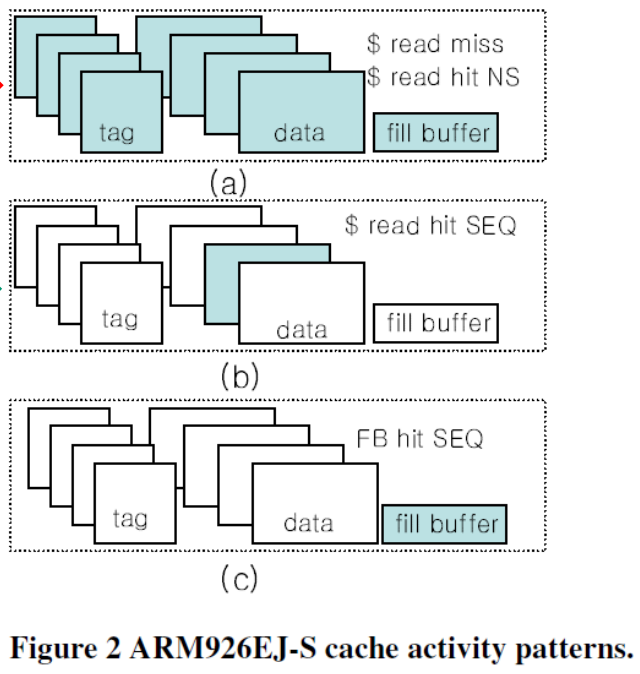 $ read miss
$ read hit NS
tag
data
fill buffer
(a)
$ read hit SEQ
tag
data
fill buffer
(b)
FB hit SEQ
tag
data
fill buffer
(c)
Figure 2 ARM926EJ-S cache activity patterns.